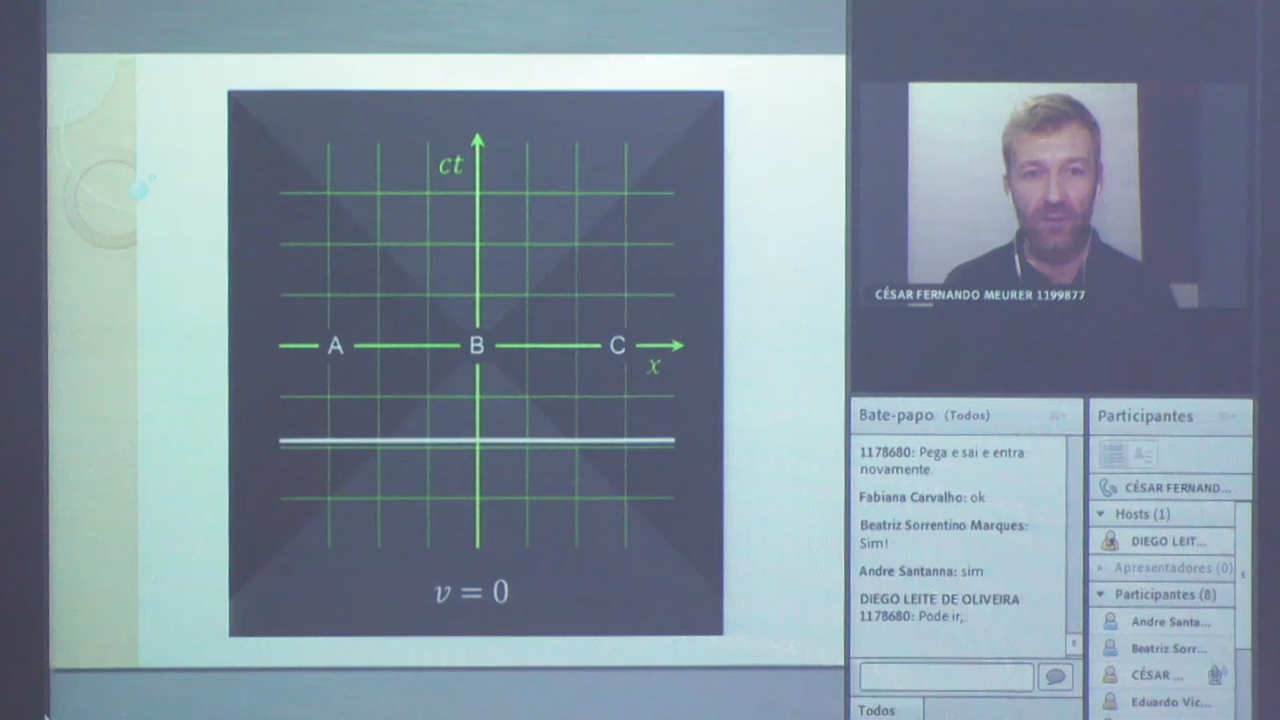 ct
A
B
C
x
v = 0
CÉSAR FERNANDO MEURER 1199877
Bate-papo (Todos)
1178680: Pega e sai e entra
novamente.
Fabiana Carvalho: ok
Beatriz Sorrentino Marques:
Sim!
Andre Santanna: sim
DIEGO LEITE DE OLIVEIRA
1178680: Pode ir,
Todos
Participantes
CÉSAR FERNAND...
Hosts (1)
DIEGO LEIT...
Apresentadores (0)
Participantes (8)
Andre Santa...
Beatriz Sorr...
CÉSAR ...
Eduardo Vic...